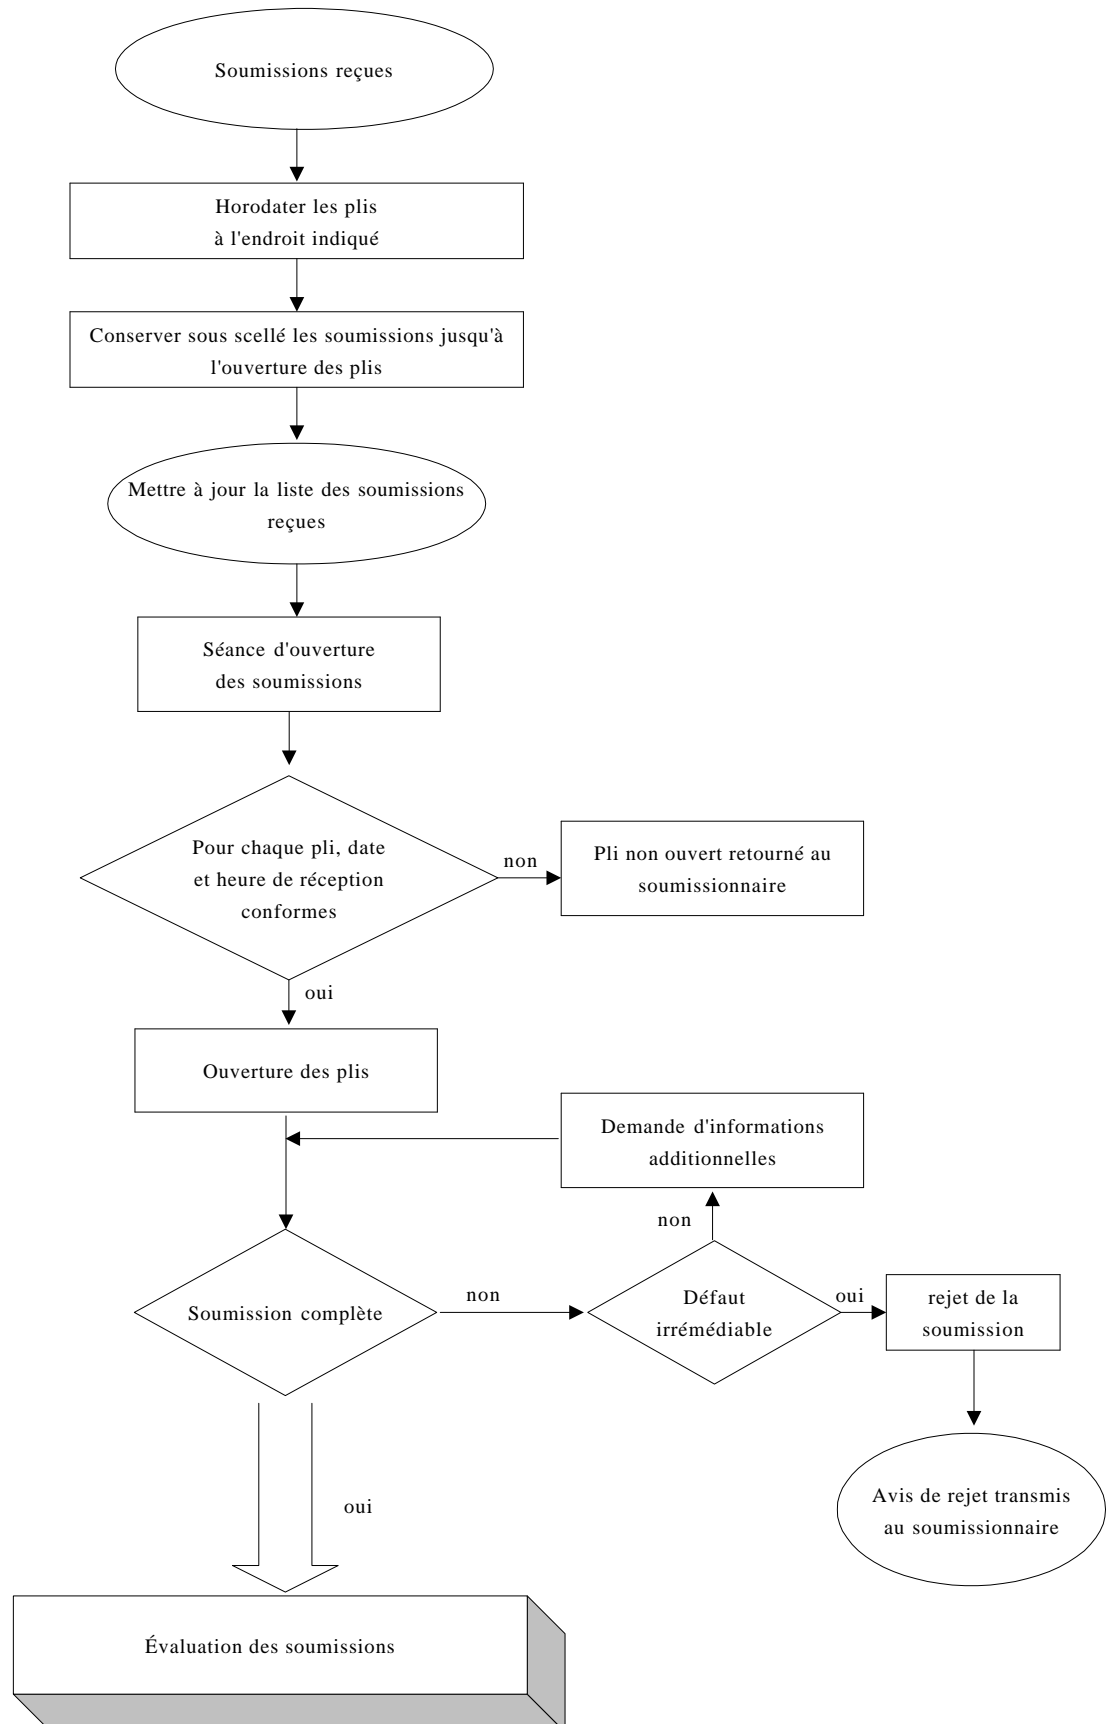 Soumissions reçues
Horodater les plis
à l'endroit indiqué
Conserver sous scellé les soumissions jusqu'à
l'ouverture des plis
Mettre à jour la liste des soumissions
reçues
Séance d'ouverture
des soumissions
Pour chaque pli, date
et heure de réception
conformes
non
Pli non ouvert retourné au
soumissionnaire
oui
Ouverture des plis
Demande d'informations
additionnelles
non
Soumission complète
non
Défaut
irrémédiable
oui
rejet de la
soumission
oui
Avis de rejet transmis
au soumissionnaire
Évaluation des soumissions